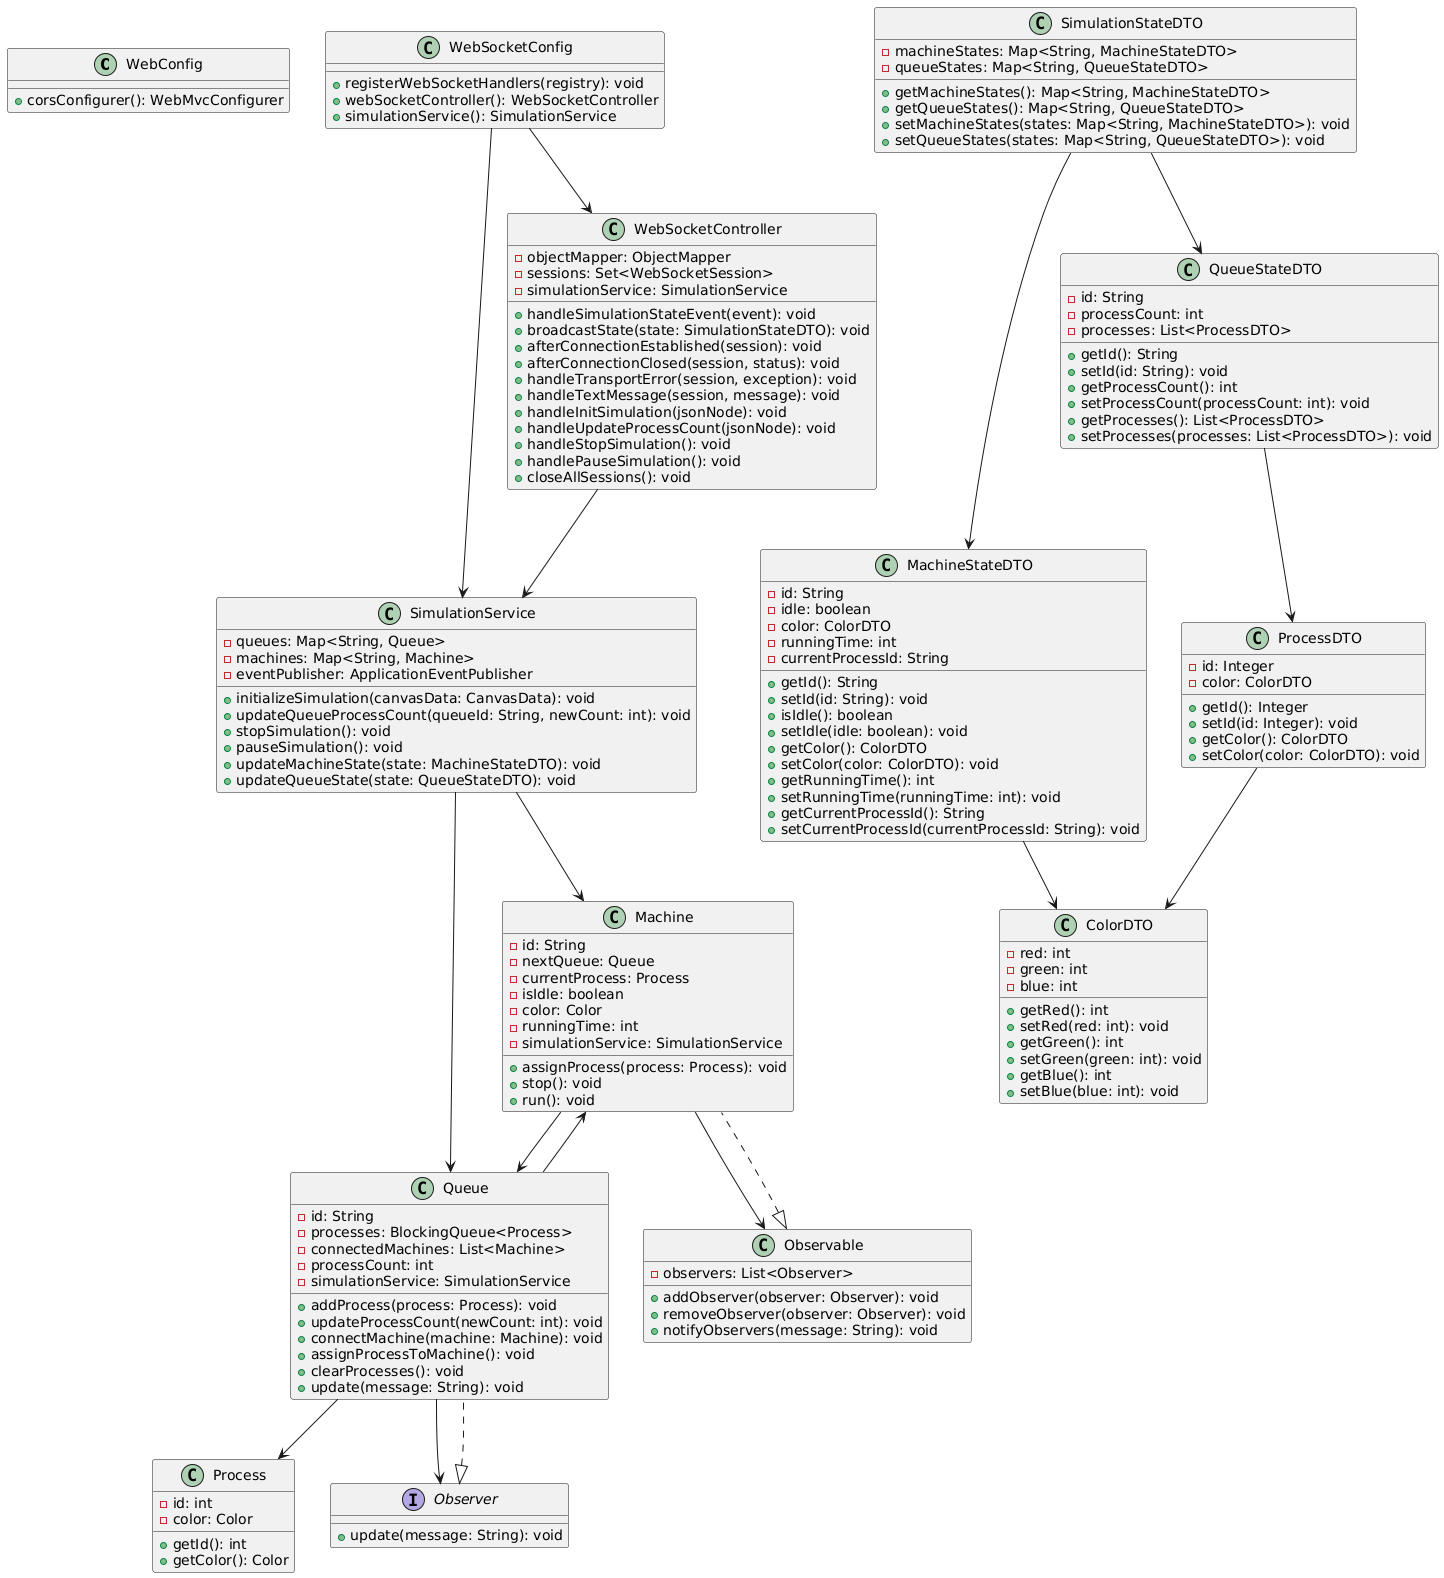 C WebConfig
corsConfigurer(): WebMvcConfigurer
C WebSocketConfig
registerWebSocketHandlers(registry): void
webSocketController(): WebSocketController
simulationService(): SimulationService
C SimulationStateDTO
machineStates: Map<String, MachineStateDTO>
queueStates: Map<String, QueueStateDTO>
getMachineStates(): Map<String, MachineStateDTO>
getQueueStates(): Map<String, QueueStateDTO>
setMachineStates(states: Map<String, MachineStateDTO>): void
setQueueStates(states: Map<String, QueueStateDTO>): void
C WebSocketController
objectMapper: ObjectMapper
sessions: Set<WebSocketSession>
simulationService: SimulationService
handleSimulationStateEvent(event): void
broadcastState(state: SimulationStateDTO): void
afterConnectionEstablished(session): void
afterConnectionClosed(session, status): void
handleTransportError(session, exception): void
handleTextMessage(session, message): void
handleInitSimulation(jsonNode): void
handleUpdateProcessCount(jsonNode): void
handleStopSimulation(): void
handlePauseSimulation(): void
closeAllSessions(): void
C QueueStateDTO
id: String
processCount: int
processes: List<ProcessDTO>
getId(): String
setId(id: String): void
getProcessCount(): int
setProcessCount(processCount: int): void
getProcesses(): List<ProcessDTO>
setProcesses(processes: List<ProcessDTO>): void
C SimulationService
queues: Map<String, Queue>
machines: Map<String, Machine>
eventPublisher: ApplicationEventPublisher
initializeSimulation(canvasData: CanvasData): void
updateQueueProcessCount(queueId: String, newCount: int): void
stopSimulation(): void
pauseSimulation(): void
updateMachineState(state: MachineStateDTO): void
updateQueueState(state: QueueStateDTO): void
C MachineStateDTO
id: String
idle: boolean
color: ColorDTO
runningTime: int
currentProcessId: String
getId(): String
setId(id: String): void
isIdle(): boolean
setIdle(idle: boolean): void
getColor(): ColorDTO
setColor(color: ColorDTO): void
getRunningTime(): int
setRunningTime(runningTime: int): void
getCurrentProcessId(): String
setCurrentProcessId(currentProcessId: String): void
C ProcessDTO
id: Integer
color: ColorDTO
getId(): Integer
setId(id: Integer): void
getColor(): ColorDTO
setColor(color: ColorDTO): void
C Machine
id: String
nextQueue: Queue
currentProcess: Process
isIdle: boolean
color: Color
runningTime: int
simulationService: SimulationService
assignProcess(process: Process): void
stop(): void
run(): void
C ColorDTO
red: int
green: int
blue: int
getRed(): int
setRed(red: int): void
getGreen(): int
setGreen(green: int): void
getBlue(): int
setBlue(blue: int): void
C Queue
id: String
processes: BlockingQueue<Process>
connectedMachines: List<Machine>
processCount: int
simulationService: SimulationService
addProcess(process: Process): void
updateProcessCount(newCount: int): void
connectMachine(machine: Machine): void
assignProcessToMachine(): void
clearProcesses(): void
update(message: String): void
C Observable
observers: List<Observer>
addObserver(observer: Observer): void
removeObserver(observer: Observer): void
notifyObservers(message: String): void
C Process
id: int
color: Color
getId(): int
getColor(): Color
I Observer
update(message: String): void